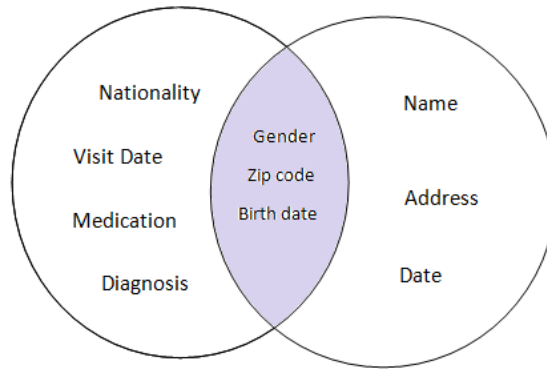 Nationality
Visit Date
Medication
Diagnosis
Gender
Zip code
Birth date
Name
Address
Date